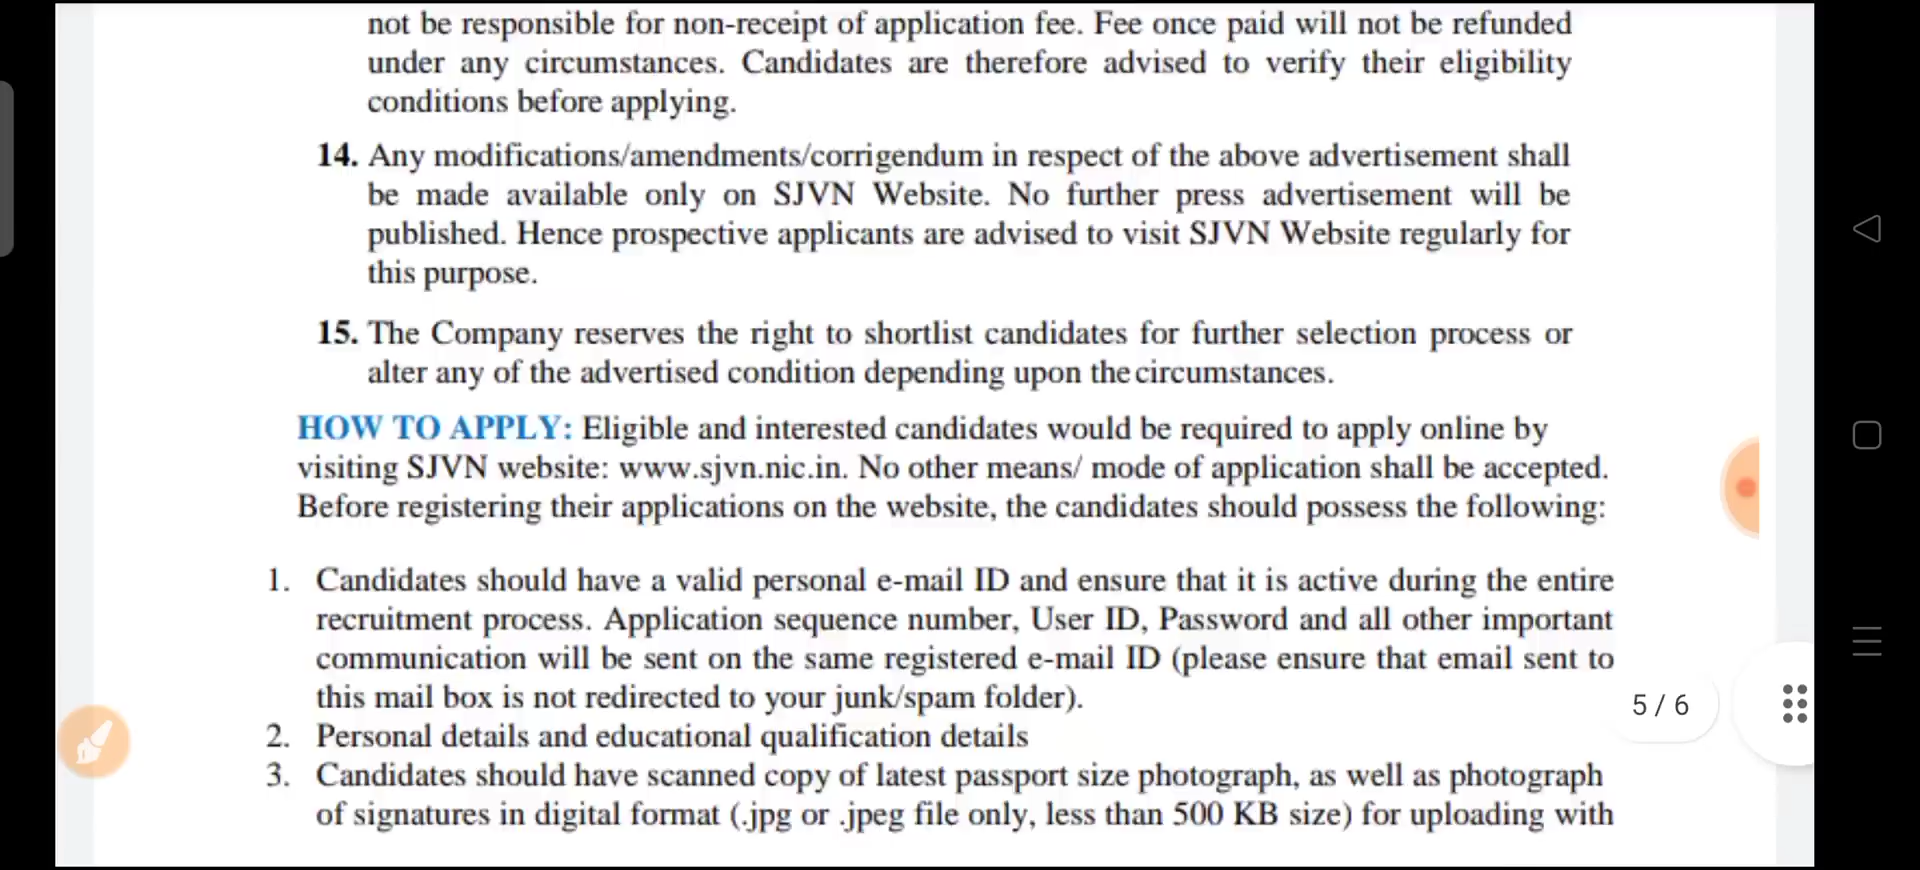 not be responsible for non-receipt of application fee. Fee once paid will not be refunded
under any circumstances. Candidates are therefore advised to verify their eligibility
conditions before applying.
14. Any modifications/amendments/corrigendum in respect of the above advertisement shall
be made available only on SJVN Website. No further press advertisement will be
published. Hence prospective applicants are advised to visit SJVN Website regularly for
this purpose.
15. The Company reserves the right to shortlist candidates for further selection process or
alter any of the advertised condition depending upon the circumstances.
HOW TO APPLY: Eligible and interested candidates would be required to apply online by
visiting SJVN website: www.sjvn.nic.in. No other means/ mode of application shall be accepted.
Before registering their applications on the website, the candidates should possess the following:
1. Candidates should have a valid personal e-mail ID and ensure that it is active during the entire
recruitment process. Application sequence number, User ID, Password and all other important
communication will be sent on the same registered e-mail ID (please ensure that email sent to
this mail box is not redirected to your junk/spam folder).
2. Personal details and educational qualification details
3. Candidates should have scanned copy of latest passport size photograph, as well as photograph
of signatures in digital format (.jpg or .jpeg file only, less than 500 KB size) for uploading with
5 / 6